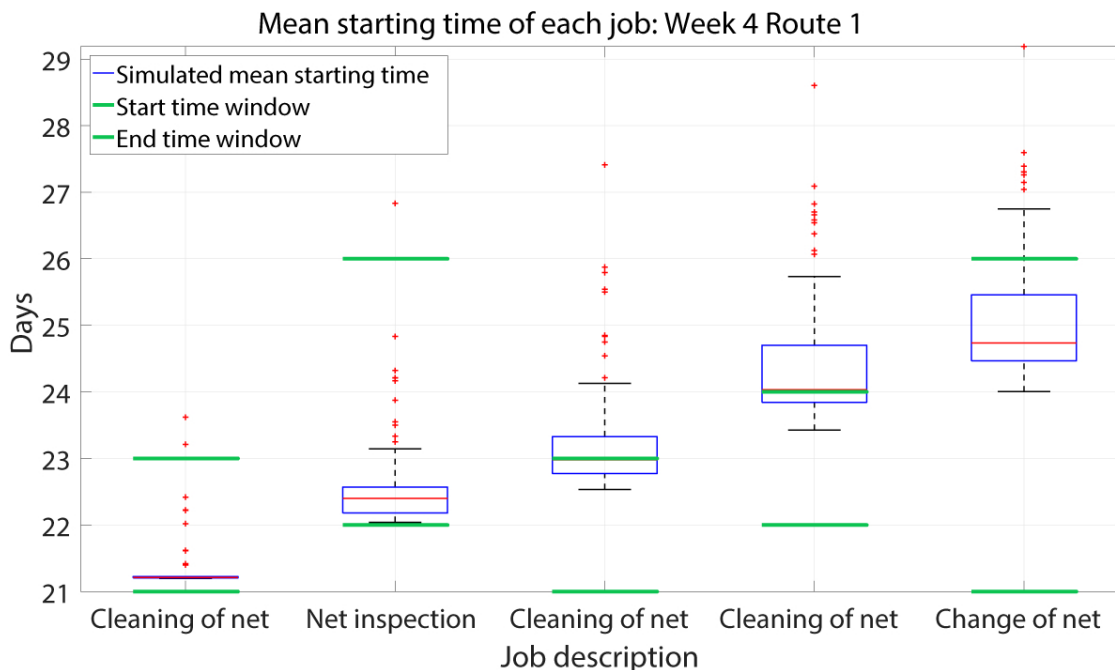 Mean starting time of each job: Week 4 Route 1
Simulated mean starting time
Start time window
End time window
29
28
27
26
25
24
23
22
21
Days
Cleaning of net
Net inspection
Cleaning of net
Cleaning of net
Change of net
Job description